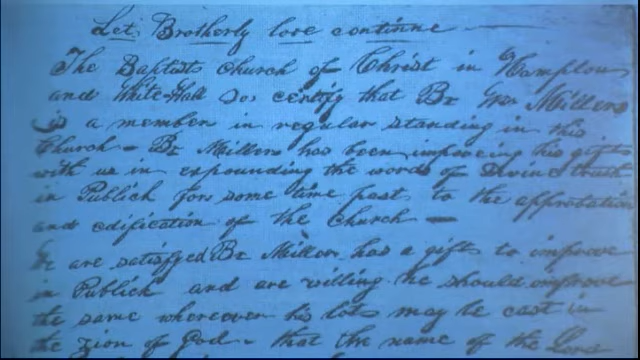 Let Brotherly love continue
The Baptist Church of Christ in Hampton
and White-Hall do certify that Br Wm Miller
is a member in regular standing in this
Church – Br Miller has been improving his gift
with us in expounding the words of Divine truth
in Publick for some time past, to the approbation
and edification of the Church –
We are satisfyed Br Miller has a gift to improve
in Publick and are willing he should improve
the same wherever his lot may be cast in
the Zion of God – that the name of the Lord